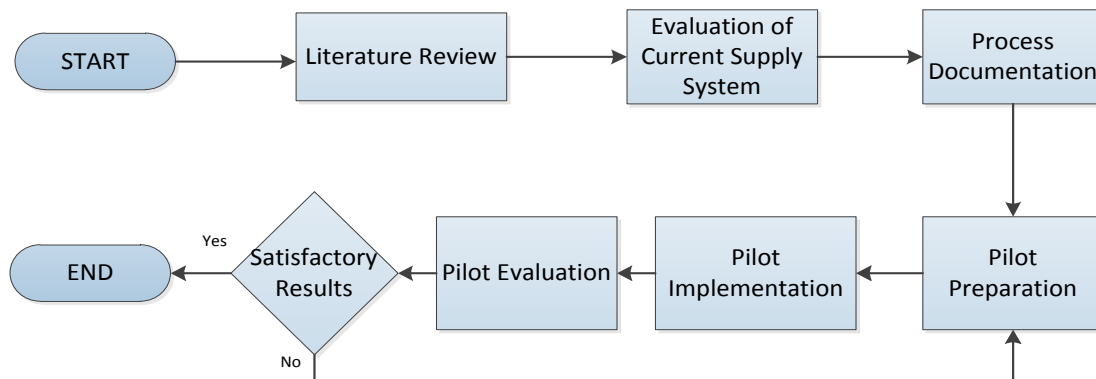 START
Literature Review
Evaluation of
Current Supply
System
Process
Documentation
Yes
END
Satisfactory
Results
Pilot Evaluation
Pilot
Implementation
Pilot
Preparation
No